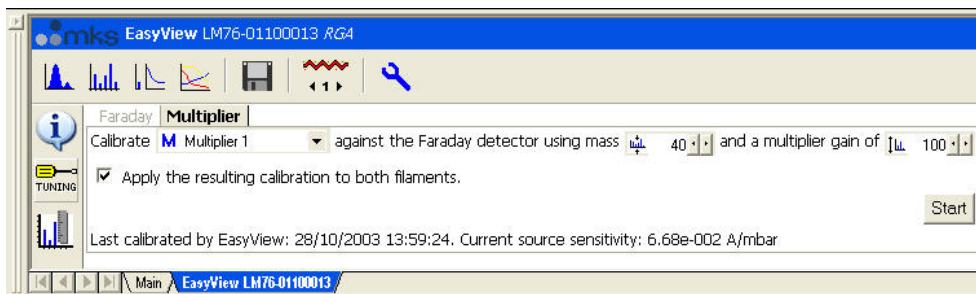 mks EasyView LM76-01100013 RGA
1
Faraday Multiplier
Calibrate M Multiplier 1 against the Faraday detector using mass 40 and a multiplier gain of 100
TUNING
Apply the resulting calibration to both filaments.
Start
Last calibrated by EasyView: 28/10/2003 13:59:24. Current source sensitivity: 6.68e-002 A/mbar
Main EasyView LM76-01100013